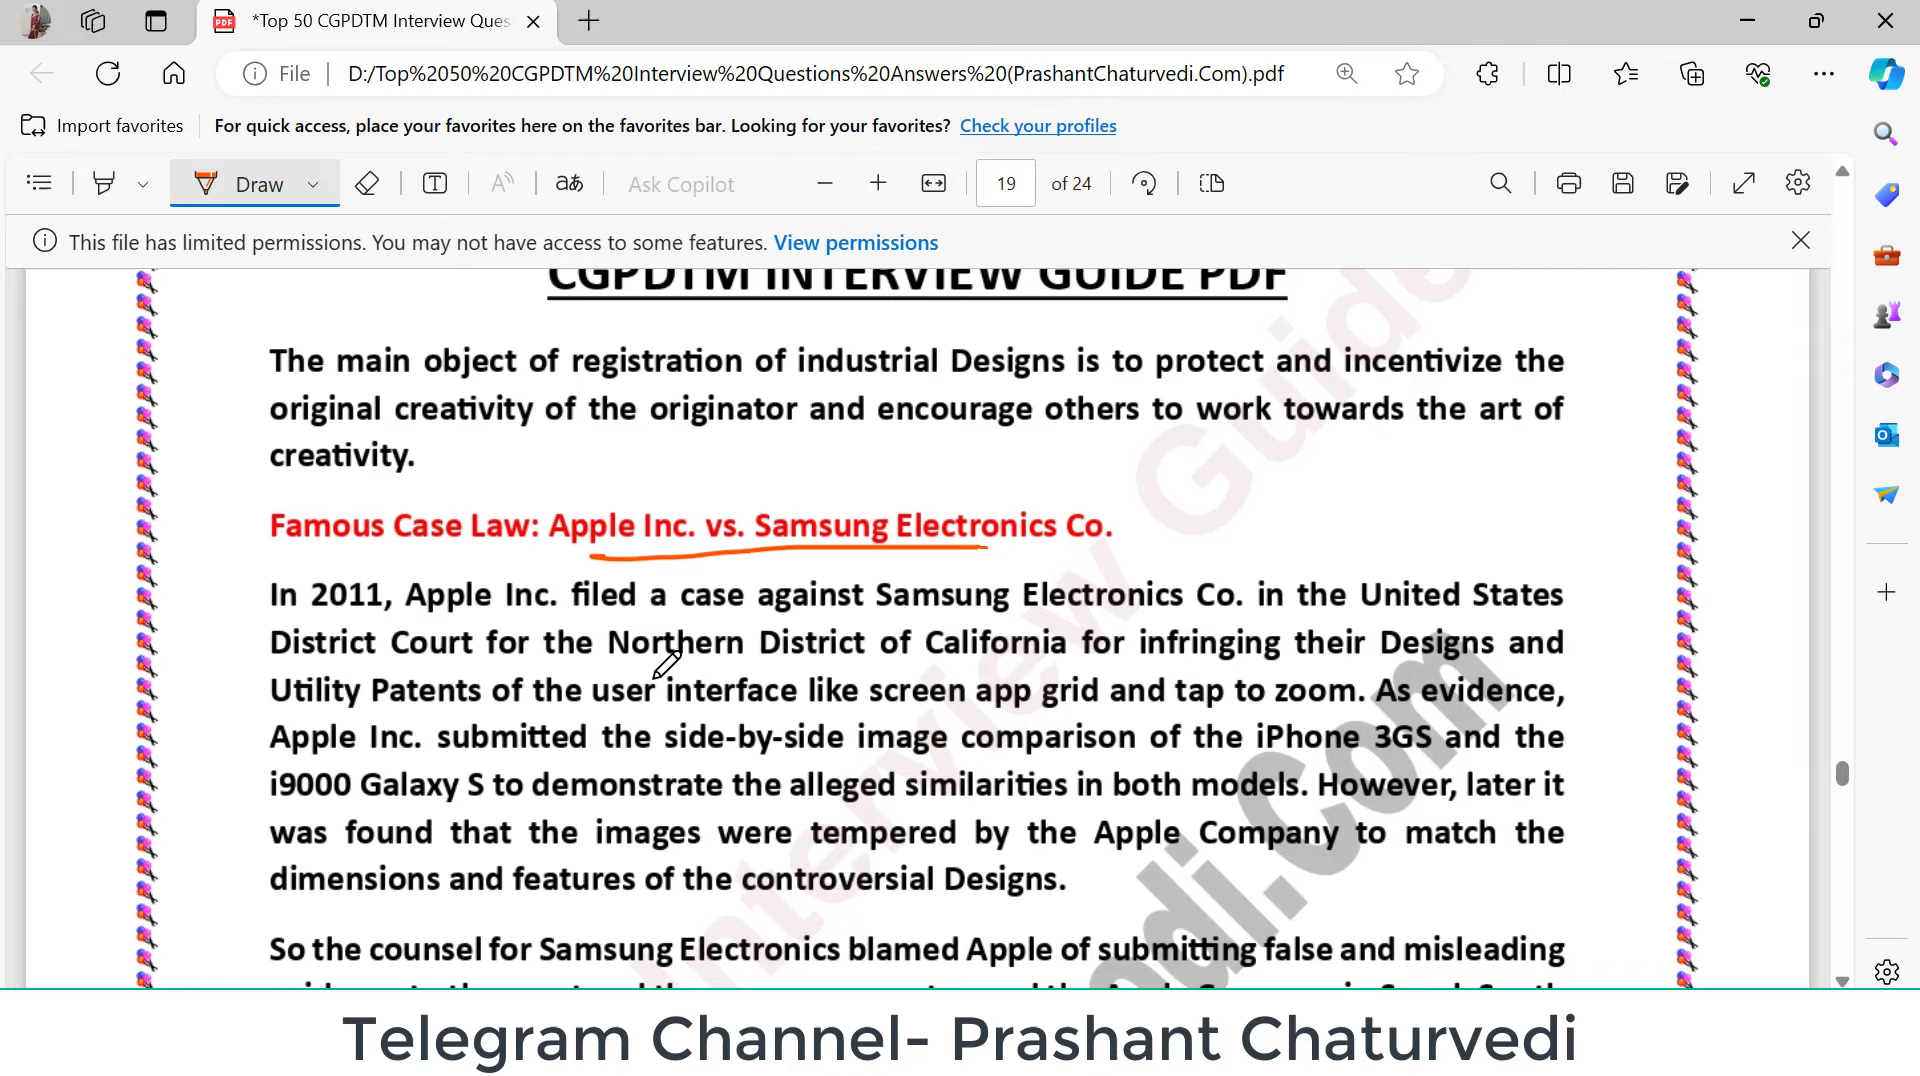 *Top 50 CGPDTM Interview Ques
File D:/Top%2050%20CGPDTM%20Interview%20Questions%20Answers%20(PrashantChaturvedi.Com).pdf
Import favorites For quick access, place your favorites here on the favorites bar. Looking for your favorites? Check your profiles
Draw Ask Copilot 19 of 24
This file has limited permissions. You may not have access to some features. View permissions
CGPDTM INTERVIEW GUIDE PDF
The main object of registration of industrial Designs is to protect and incentivize the
original creativity of the originator and encourage others to work towards the art of
creativity.
Famous Case Law: Apple Inc. vs. Samsung Electronics Co.
In 2011, Apple Inc. filed a case against Samsung Electronics Co. in the United States
District Court for the Northern District of California for infringing their Designs and
Utility Patents of the user interface like screen app grid and tap to zoom. As evidence,
Apple Inc. submitted the side-by-side image comparison of the iPhone 3GS and the
i9000 Galaxy S to demonstrate the alleged similarities in both models. However, later it
was found that the images were tempered by the Apple Company to match the
dimensions and features of the controversial Designs.
So the counsel for Samsung Electronics blamed Apple of submitting false and misleading
Interview Guide
odi.Com
Telegram Channel- Prashant Chaturvedi